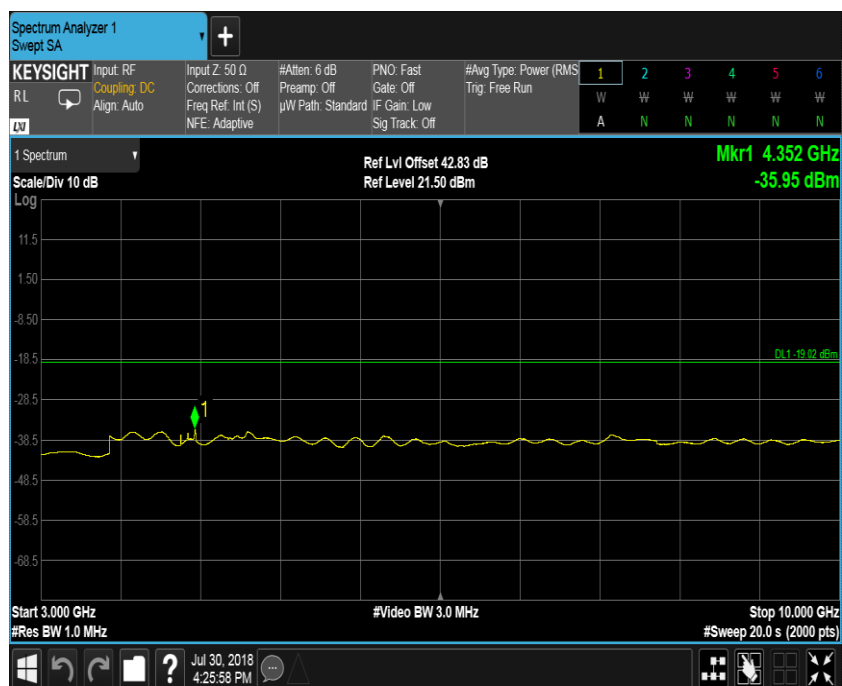 Spectrum Analyzer 1
Swept SA
+
KEYSIGHT
RL
LXI
Input: RF
Coupling: DC
Align: Auto
Input Z: 50 Ω
Corrections: Off
Freq Ref: Int (S)
NFE: Adaptive
#Atten: 6 dB
Preamp: Off
µW Path: Standard
PNO: Fast
Gate: Off
IF Gain: Low
Sig Track: Off
#Avg Type: Power (RMS
Trig: Free Run
1 2 3 4 5 6
W W W W W W
A N N N N N
1 Spectrum
Scale/Div 10 dB
Ref Lvl Offset 42.83 dB
Ref Level 21.50 dBm
Mkr1 4.352 GHz
-35.95 dBm
Log
11.5
1.50
-8.50
-18.5
DL1 -19.02 dBm
-28.5
1
-38.5
-48.5
-58.5
-68.5
Start 3.000 GHz
#Res BW 1.0 MHz
#Video BW 3.0 MHz
Stop 10.000 GHz
#Sweep 20.0 s (2000 pts)
?
Jul 30, 2018
4:25:58 PM